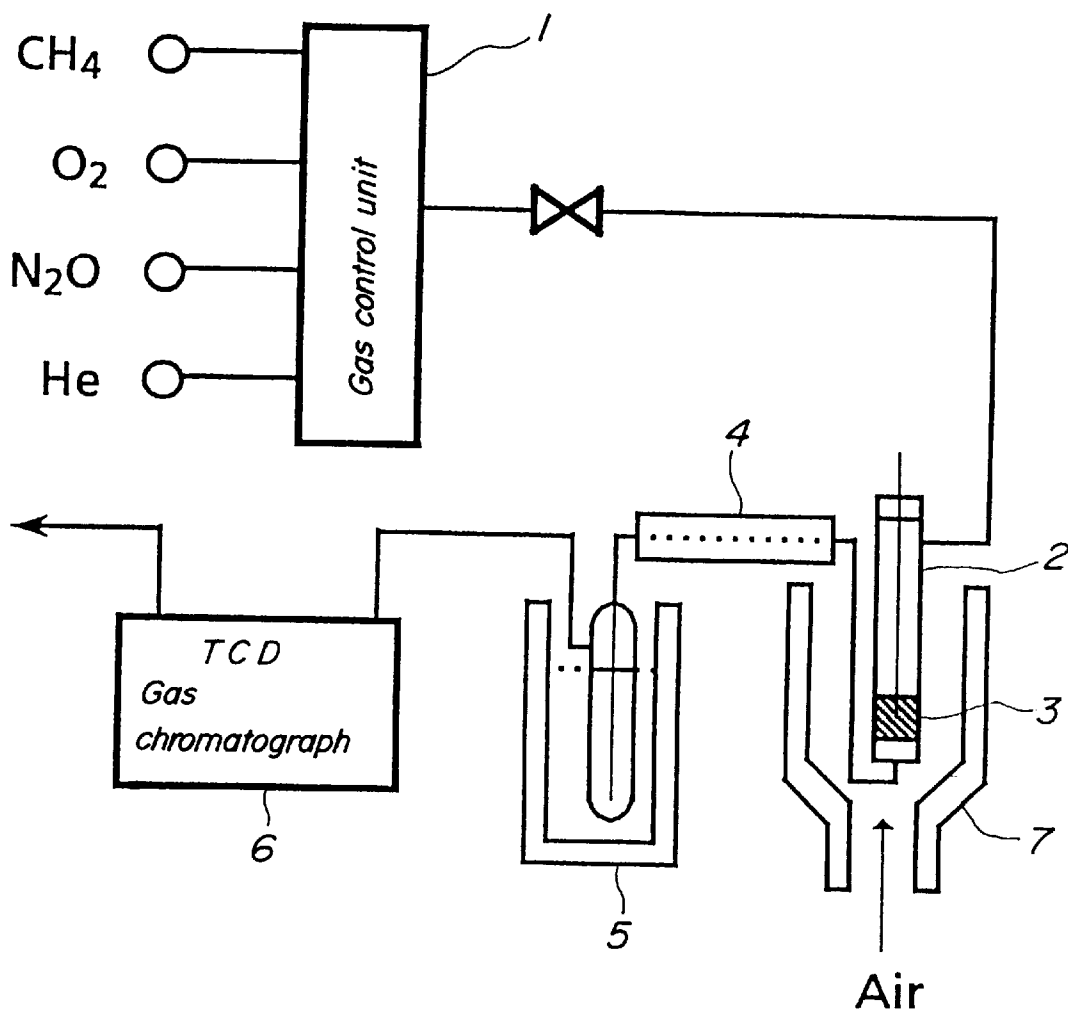 CH4
1
O2
N2O
He
Gas control unit
4
2
3
TCD
Gas
chromatograph
6
5
7
Air